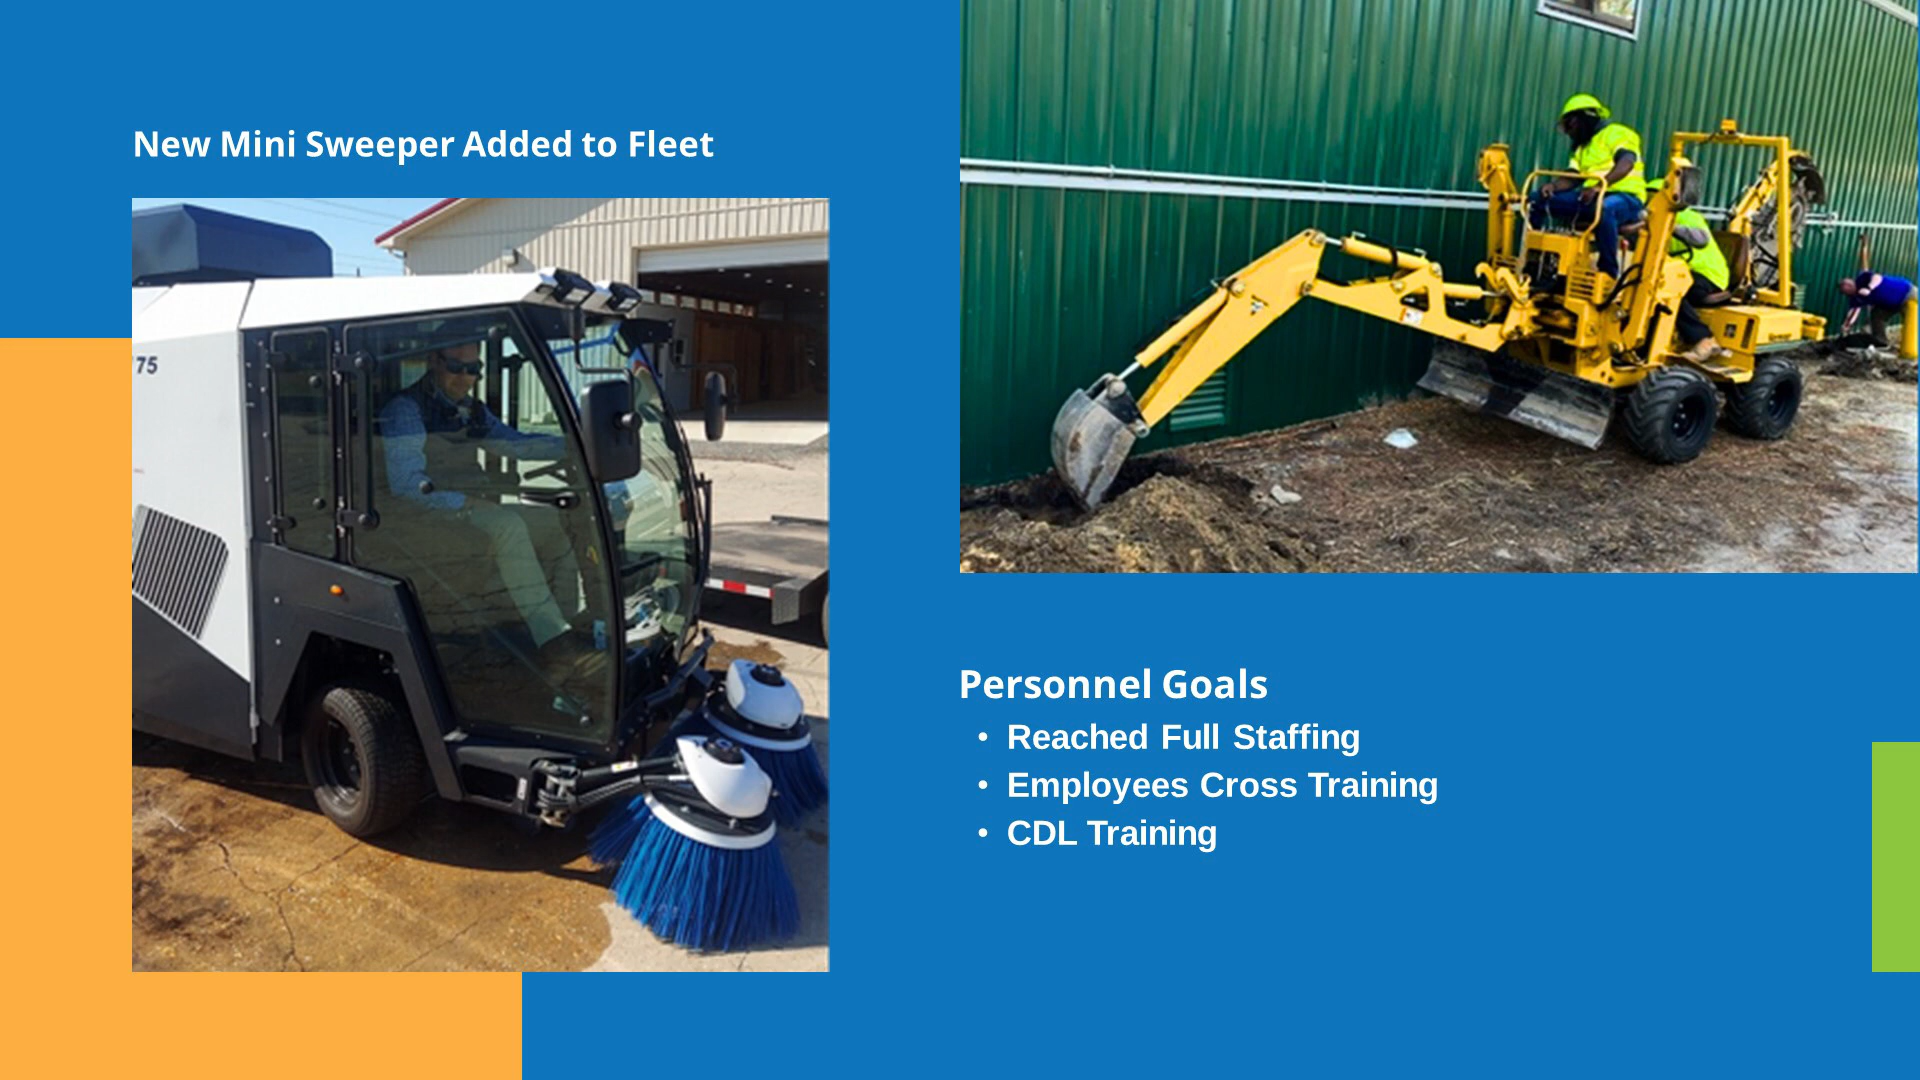 New Mini Sweeper Added to Fleet
75
Personnel Goals
• Reached Full Staffing
• Employees Cross Training
• CDL Training